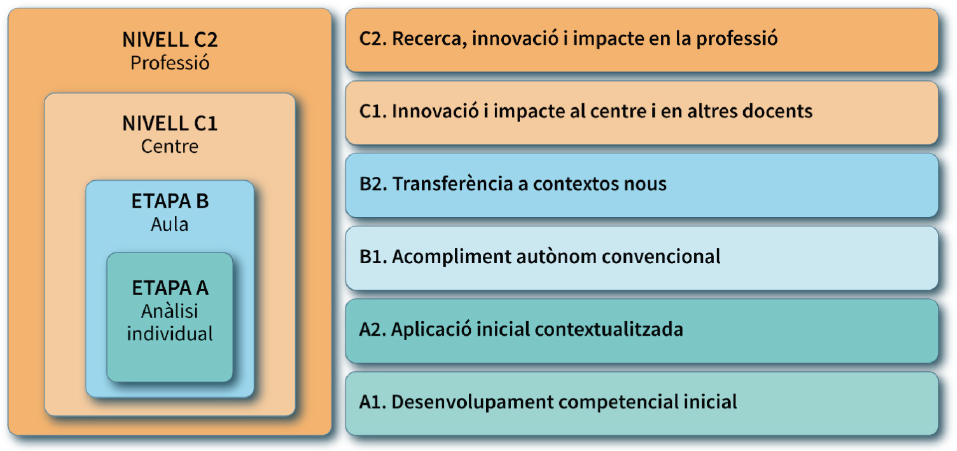 NIVELL C2
Professió
NIVELL C1
Centre
ETAPA B
Aula
ETAPA A
Anàlisi
individual
C2. Recerca, innovació i impacte en la professió
C1. Innovació i impacte al centre i en altres docents
B2. Transferència a contextos nous
B1. Acompliment autònom convencional
A2. Aplicació inicial contextualitzada
A1. Desenvolupament competencial inicial